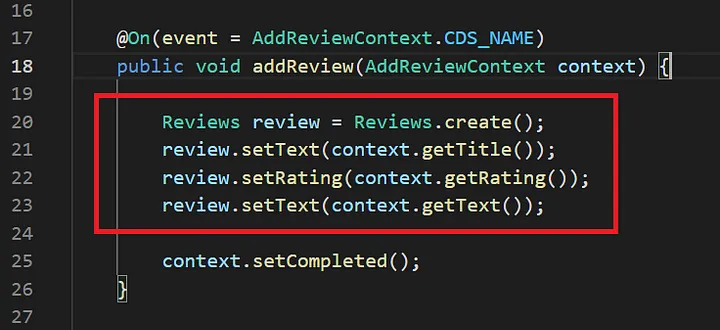 16
17 @On(event = AddReviewContext.CDS_NAME)
18 public void addReview(AddReviewContext context) {
19
20 Reviews review = Reviews.create();
21 review.setText(context.getTitle());
22 review.setRating(context.getRating());
23 review.setText(context.getText());
24
25 context.setCompleted();
26 }
27